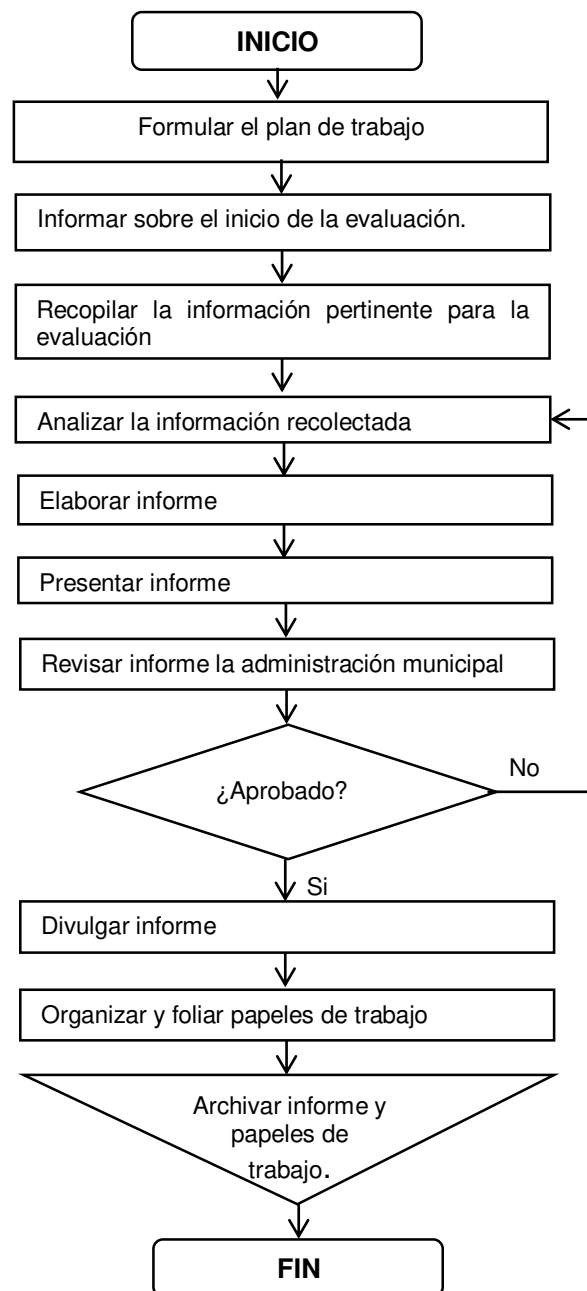 INICIO
Formular el plan de trabajo
Informar sobre el inicio de la evaluación.
Recopilar la información pertinente para la
evaluación
Analizar la información recolectada
Elaborar informe
Presentar informe
Revisar informe la administración municipal
¿Aprobado?
No
Si
Divulgar informe
Organizar y foliar papeles de trabajo
Archivar informe y
papeles de
trabajo.
FIN